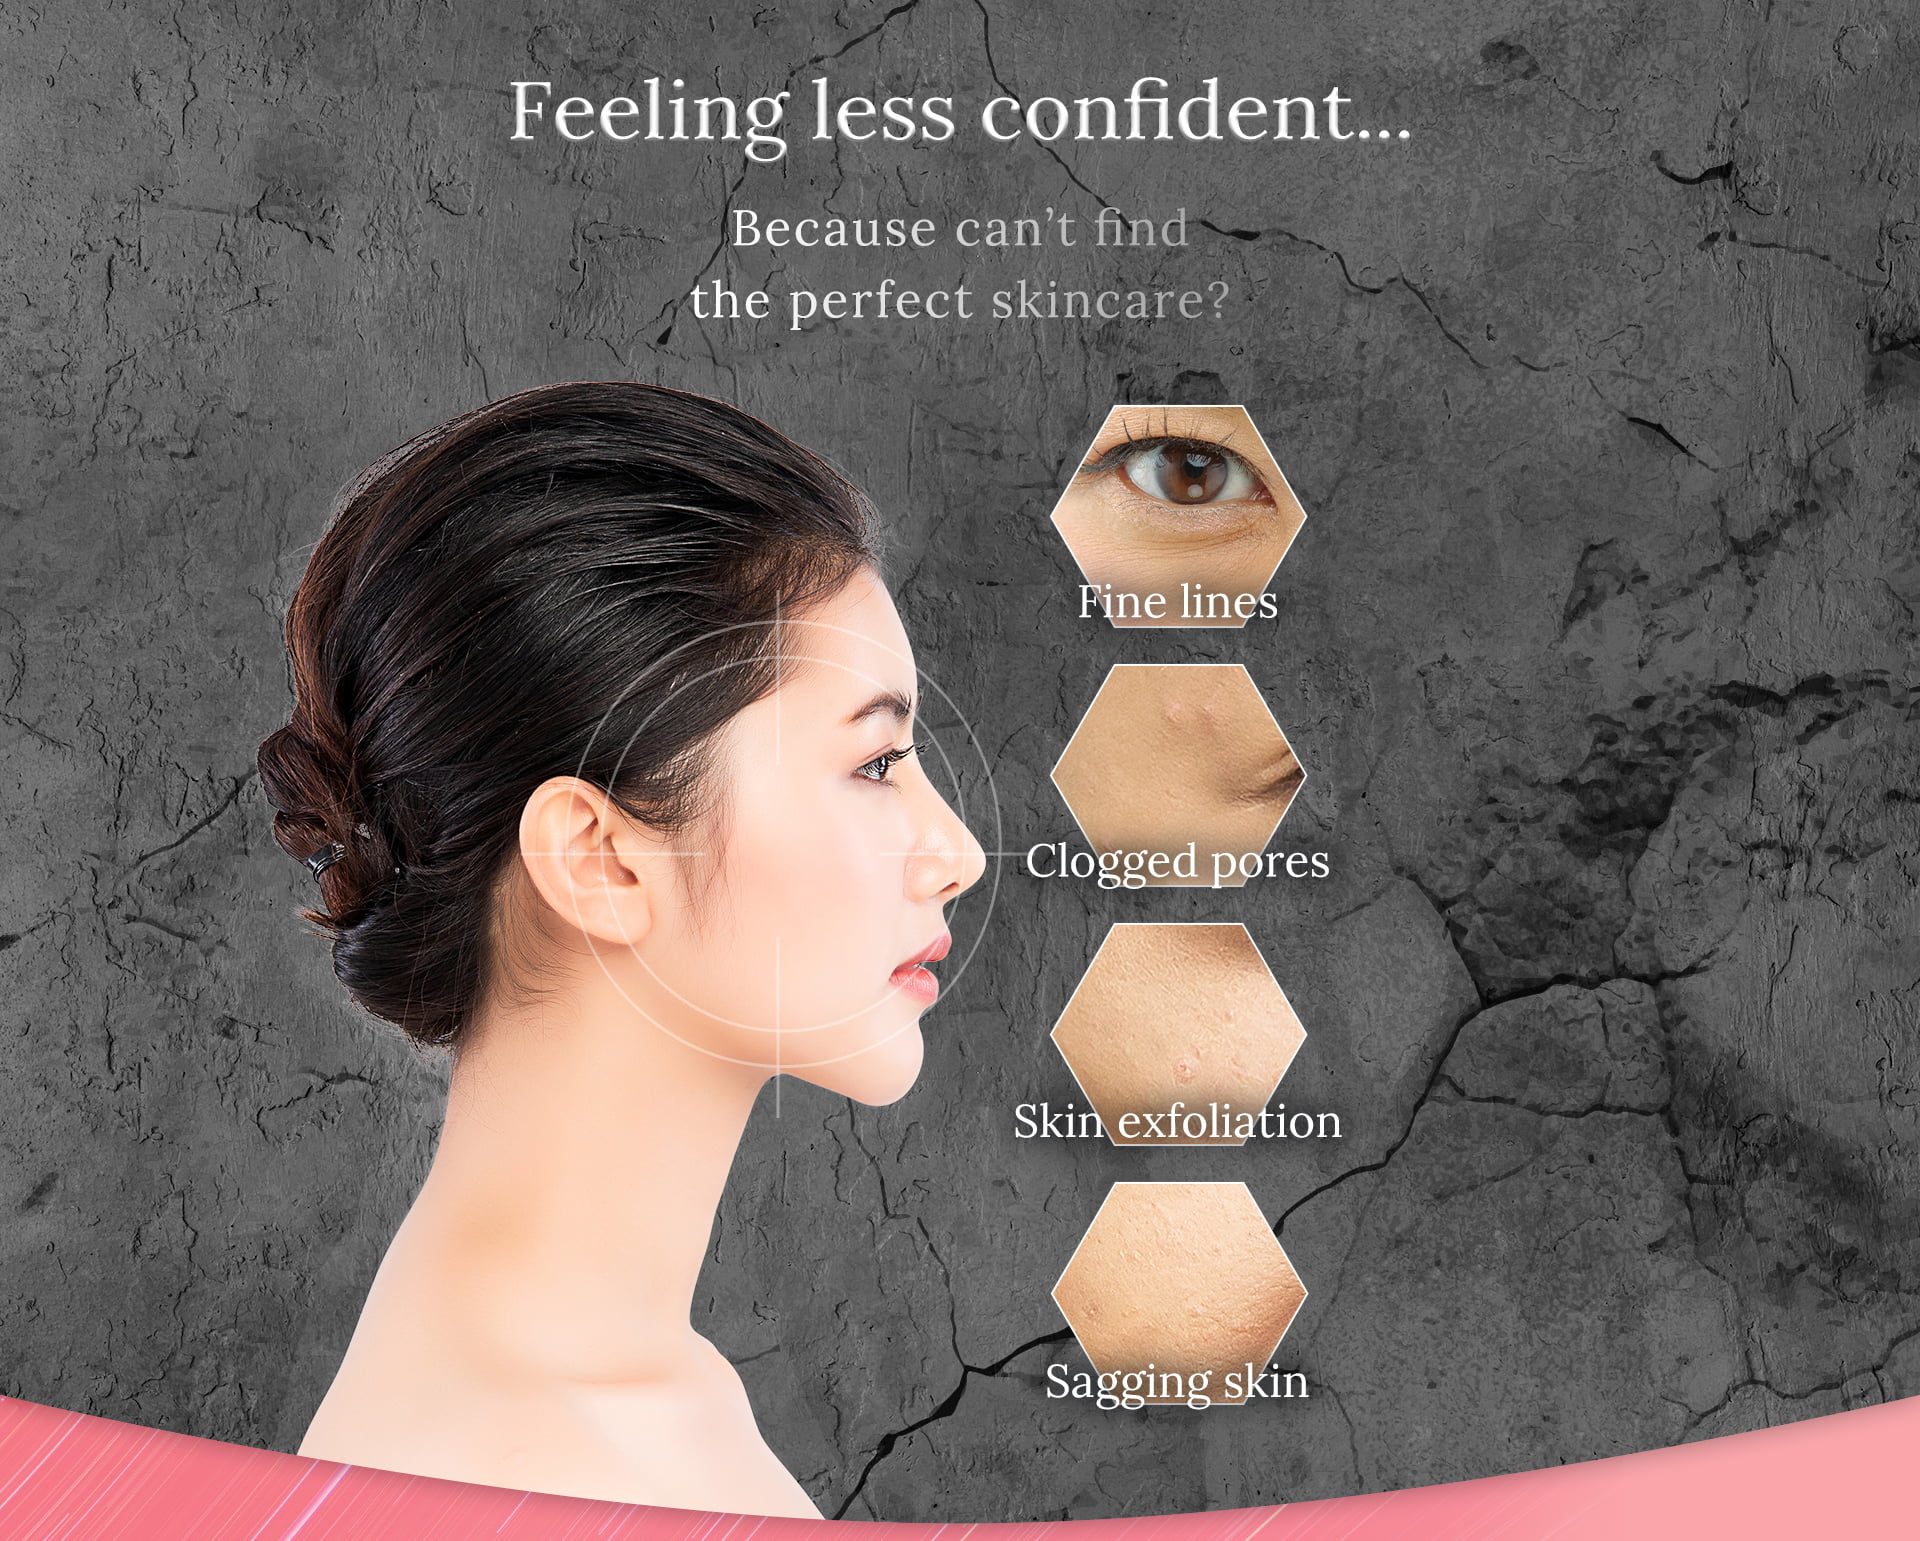 Feeling less confident...
Because can’t find
the perfect skincare?
Fine lines
Clogged pores
Skin exfoliation
Sagging skin